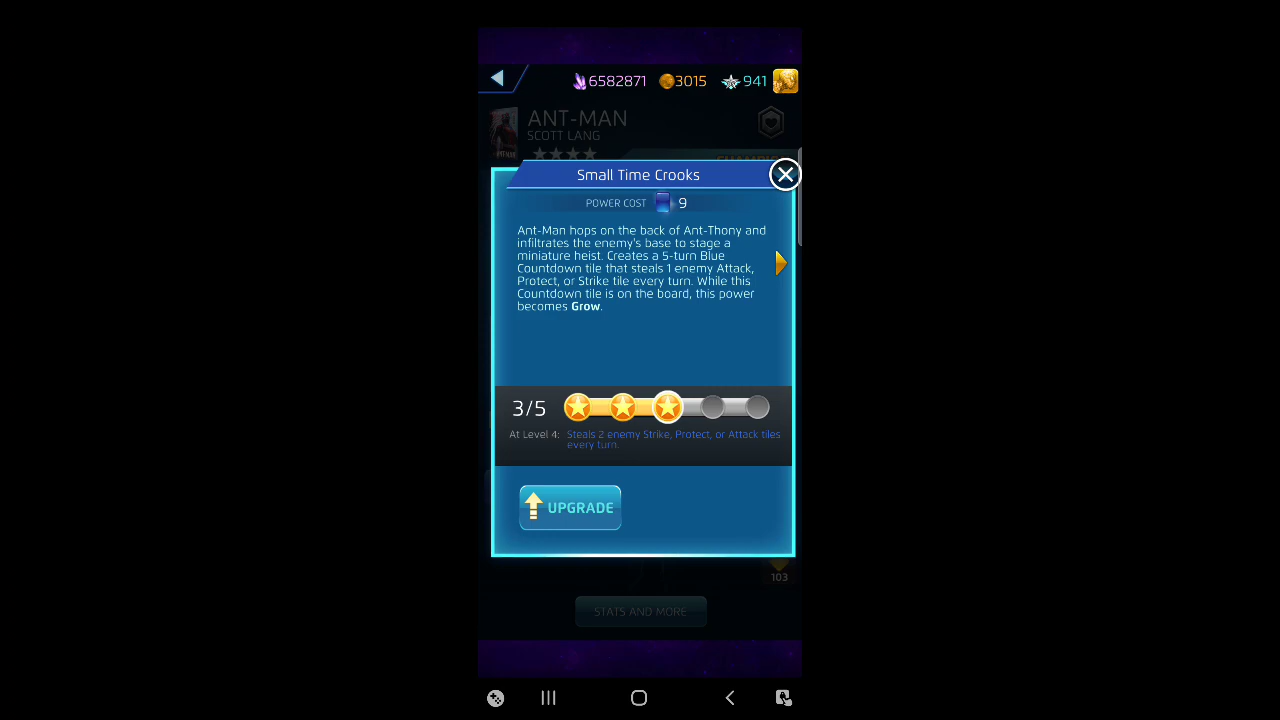 6582871 3015 941
ANT-MAN
SCOTT LANG
Small Time Crooks
POWER COST 9
Ant-Man hops on the back of Ant-Thony and
infiltrates the enemy's base to stage a
miniature heist. Creates a 5-turn Blue
Countdown tile that steals 1 enemy Attack,
Protect, or Strike tile every turn. While this
Countdown tile is on the board, this power
becomes Grow.
3/5
At Level 4: Steals 2 enemy Strike, Protect, or Attack tiles
every turn.
UPGRADE
103
STATS AND MORE